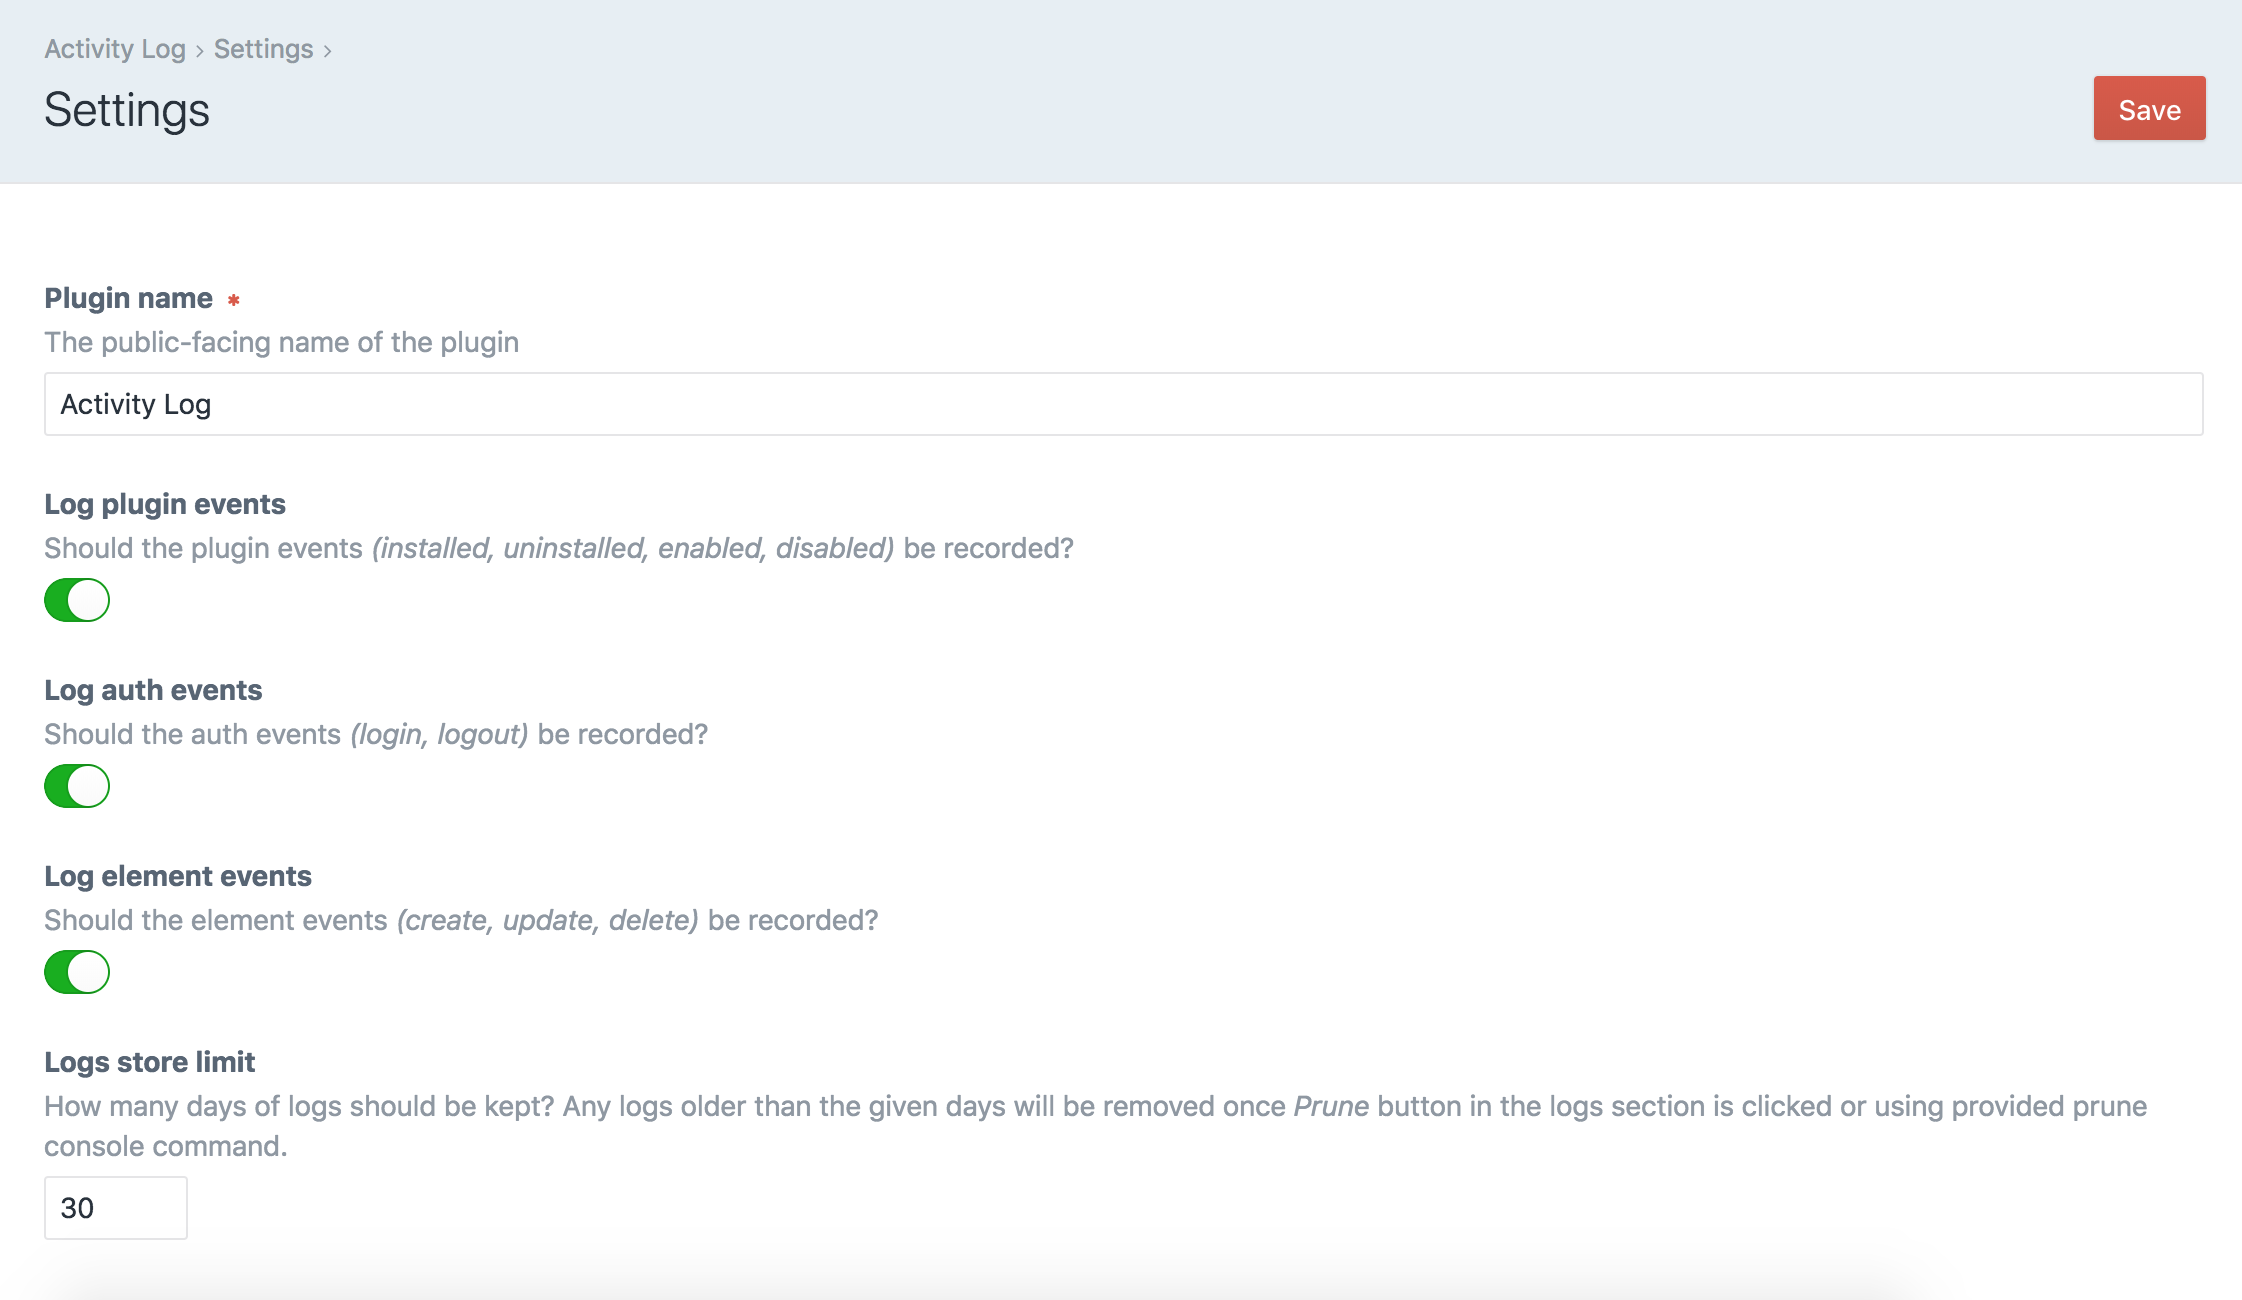 Activity Log › Settings ›
Settings
Save
Plugin name *
The public-facing name of the plugin
Activity Log
Log plugin events
Should the plugin events (installed, uninstalled, enabled, disabled) be recorded?
Log auth events
Should the auth events (login, logout) be recorded?
Log element events
Should the element events (create, update, delete) be recorded?
Logs store limit
How many days of logs should be kept? Any logs older than the given days will be removed once Prune button in the logs section is clicked or using provided prune
console command.
30